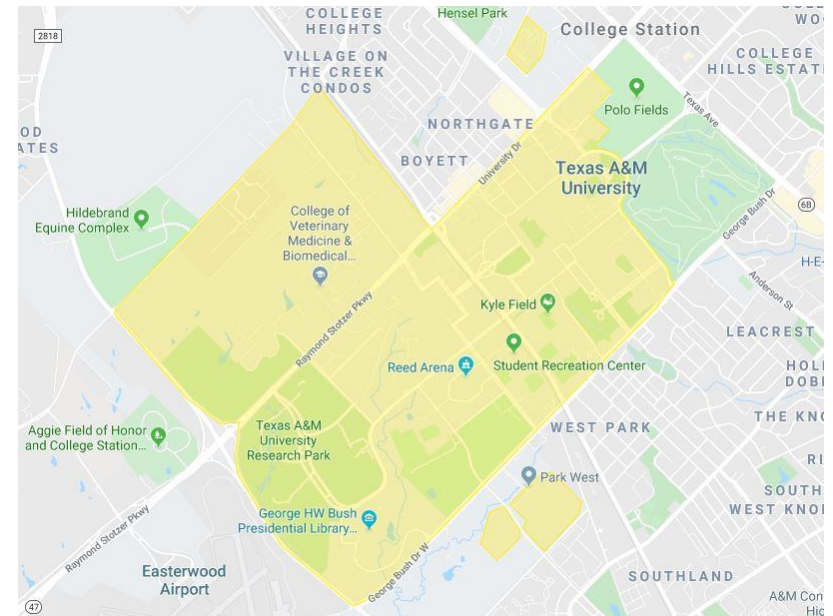 COLLEGE
HEIGHTS
Hensel Park
College Station
2818
VILLAGE ON
THE CREEK
CONDOS
COLLEGE
HILLS ESTAT
Polo Fields
Texas Ave
OD
ATES
NORTHGATE
BOYETT
University Dr
Texas A&M
University
Hildebrand
Equine Complex
College of
Veterinary
Medicine &
Biomedical...
George Bush Dr
6B
H-E-
Anderson St
Kyle Field
Raymond Stotzer Pkwy
LEACREST
Reed Arena
Student Recreation Center
HOL
DOB
THE KNO
Aggie Field of Honor
and College Station...
Texas A&M
University
Research Park
WEST PARK
RI
Park West
SOUTH
WEST KNO
George HW Bush
Presidential Library...
Raymond Stotzer Pkwy
George Bush Dr W
Easterwood
Airport
SOUTHLAND
A&M Con
Hig
47